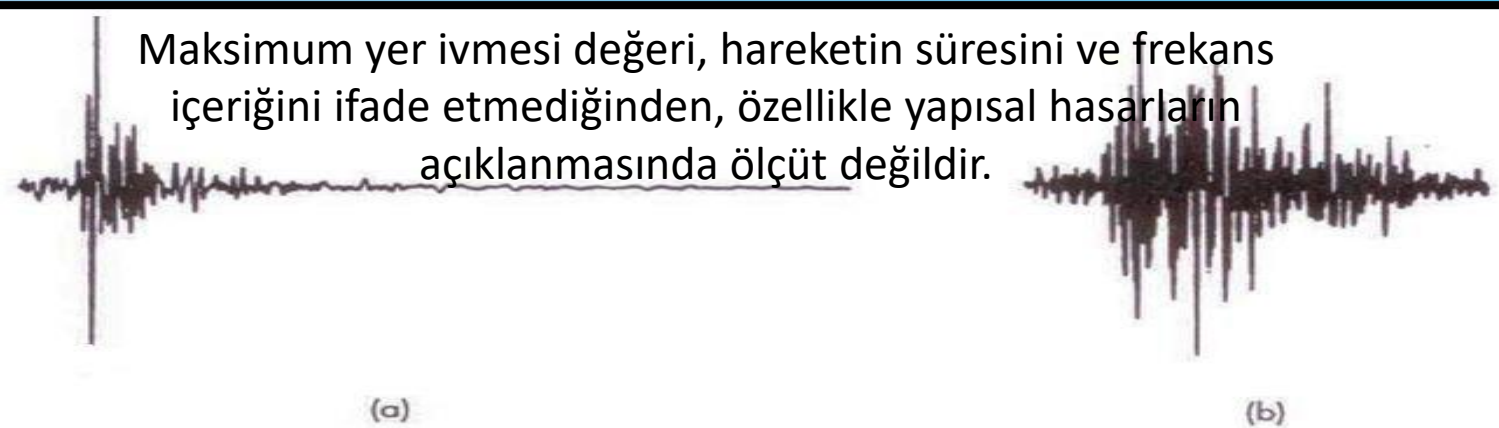 Maksimum yer ivmesi değeri, hareketin süresini ve frekans
içeriğini ifade etmediğinden, özellikle yapısal hasarların
açıklanmasında ölçüt değildir.
(a)
(b)